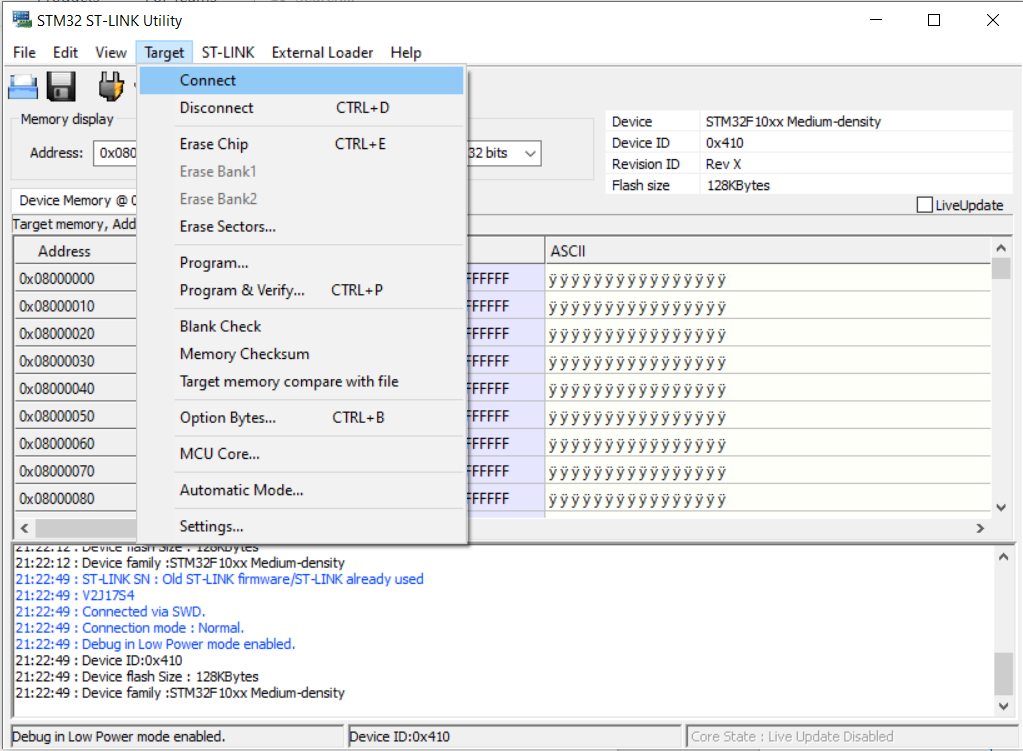 STM32 ST-LINK Utility
File Edit View Target ST-LINK External Loader Help
Connect
Disconnect CTRL+D
Erase Chip CTRL+E
Erase Bank1
Erase Bank2
Erase Sectors...
Program...
Program & Verify... CTRL+P
Blank Check
Memory Checksum
Target memory compare with file
Option Bytes... CTRL+B
MCU Core...
Automatic Mode...
Settings...
Memory display
Address: 0x080
32 bits
Device STM32F10xx Medium-density
Device ID 0x410
Revision ID Rev X
Flash size 128KBytes
LiveUpdate
Device Memory @ 0
Target memory, Add
Address ASCII
0x08000000 FFFFFF ÿÿÿÿÿÿÿÿÿÿÿÿÿÿÿÿ
0x08000010 FFFFFF ÿÿÿÿÿÿÿÿÿÿÿÿÿÿÿÿ
0x08000020 FFFFFF ÿÿÿÿÿÿÿÿÿÿÿÿÿÿÿÿ
0x08000030 FFFFFF ÿÿÿÿÿÿÿÿÿÿÿÿÿÿÿÿ
0x08000040 FFFFFF ÿÿÿÿÿÿÿÿÿÿÿÿÿÿÿÿ
0x08000050 FFFFFF ÿÿÿÿÿÿÿÿÿÿÿÿÿÿÿÿ
0x08000060 FFFFFF ÿÿÿÿÿÿÿÿÿÿÿÿÿÿÿÿ
0x08000070 FFFFFF ÿÿÿÿÿÿÿÿÿÿÿÿÿÿÿÿ
0x08000080 FFFFFF ÿÿÿÿÿÿÿÿÿÿÿÿÿÿÿÿ
21:22:12 : Device flash Size : 128KBytes
21:22:12 : Device family :STM32F10xx Medium-density
21:22:49 : ST-LINK SN : Old ST-LINK firmware/ST-LINK already used
21:22:49 : V2J17S4
21:22:49 : Connected via SWD.
21:22:49 : Connection mode : Normal.
21:22:49 : Debug in Low Power mode enabled.
21:22:49 : Device ID:0x410
21:22:49 : Device flash Size : 128KBytes
21:22:49 : Device family :STM32F10xx Medium-density
Debug in Low Power mode enabled. Device ID:0x410 Core State : Live Update Disabled